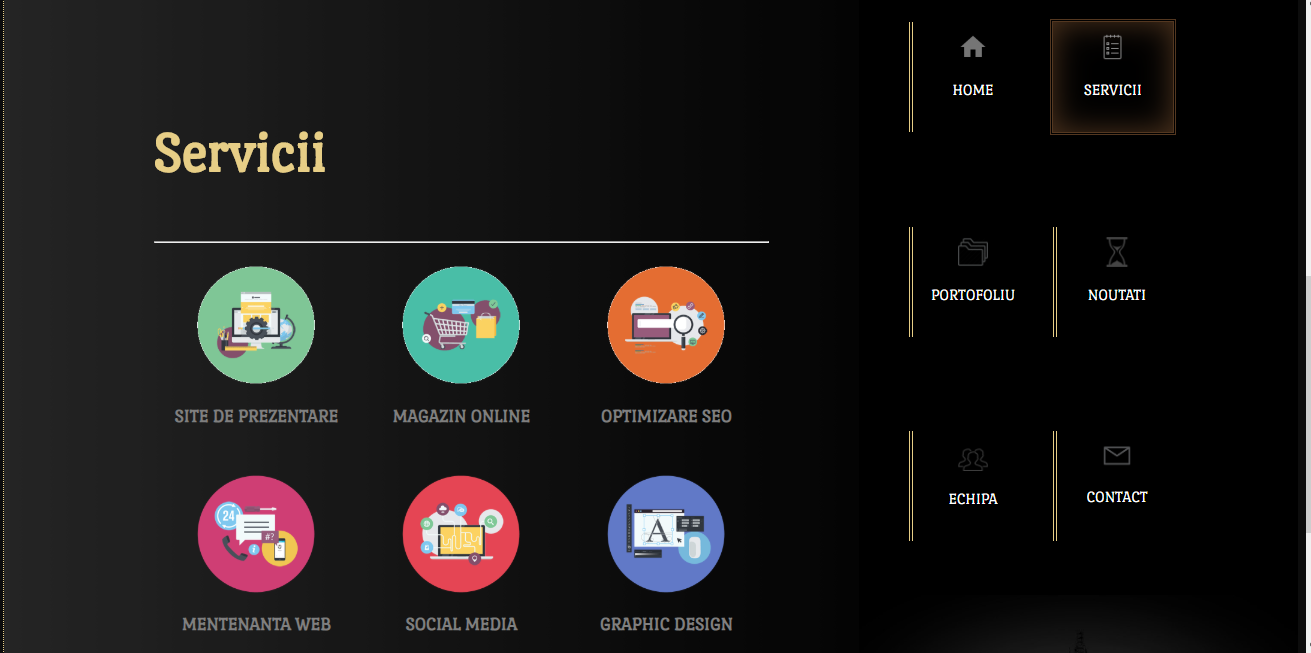 Servicii
SITE DE PREZENTARE
MAGAZIN ONLINE
OPTIMIZARE SEO
24
#?
i
A
MENTENANTA WEB
SOCIAL MEDIA
GRAPHIC DESIGN
HOME
SERVICII
PORTOFOLIU
NOUTATI
ECHIPA
CONTACT